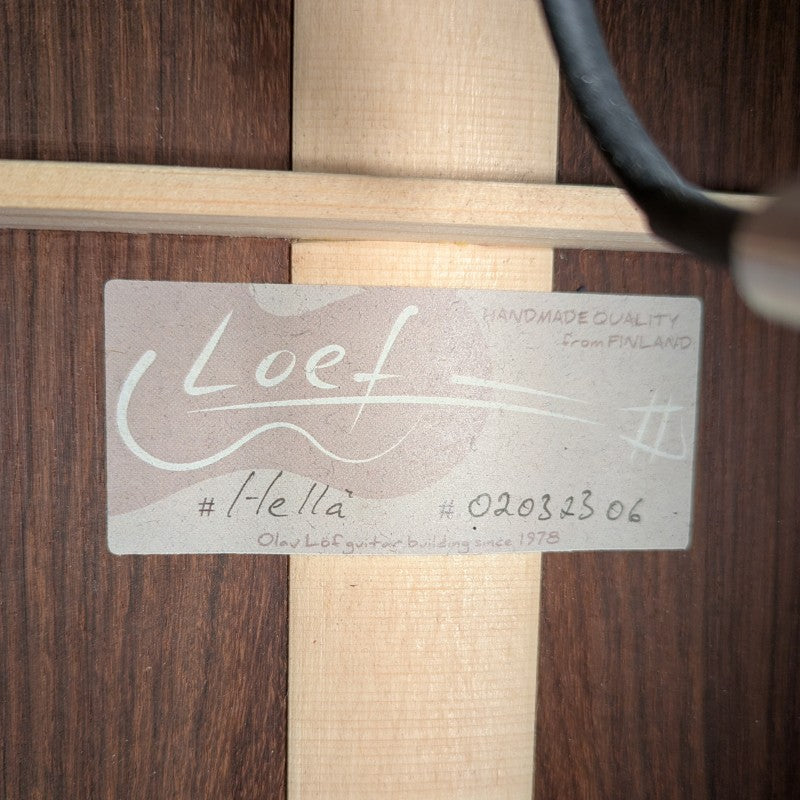 Loef
HANDMADE QUALITY
from FINLAND
# Hellä
# 02032306
Olav Löf guitar building since 1978